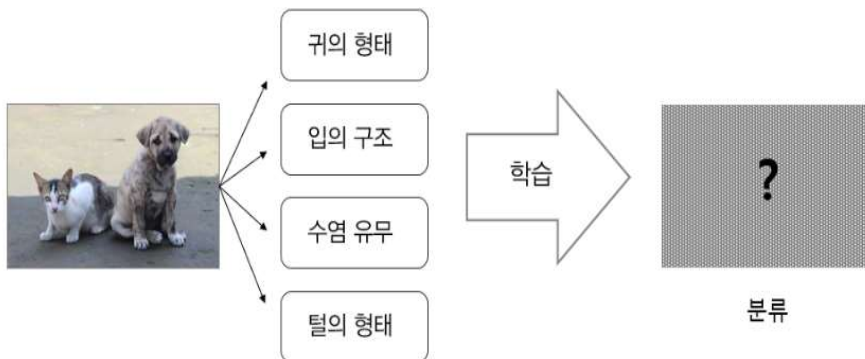 귀의 형태
입의 구조
수염 유무
털의 형태
학습
?
분류